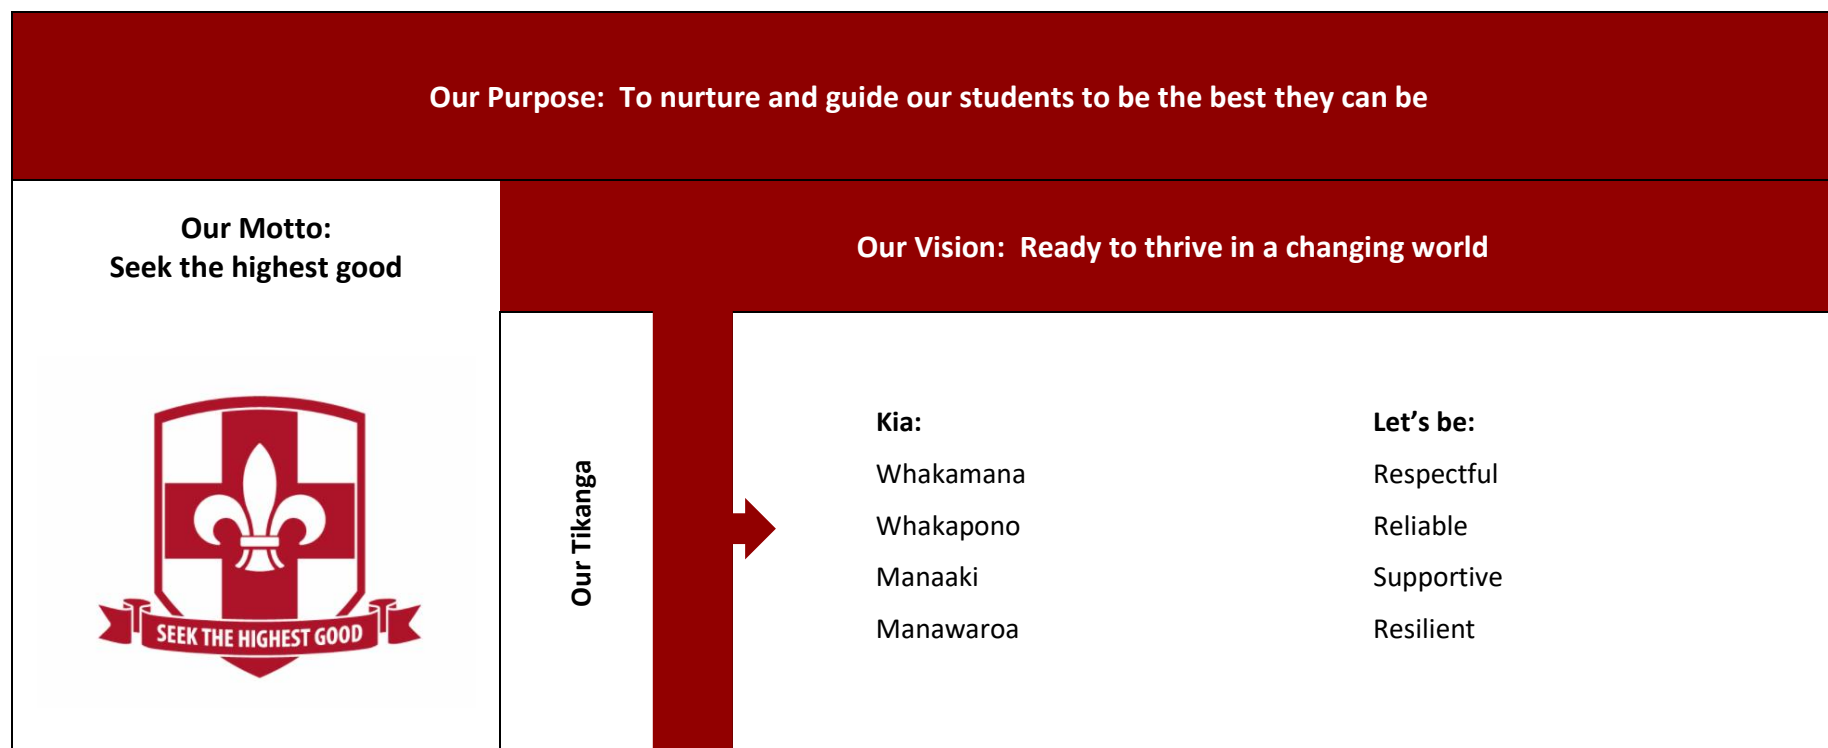 Our Purpose: To nurture and guide our students to be the best they can be
Our Motto:
Seek the highest good
SEEK THE HIGHEST GOOD
Our Vision: Ready to thrive in a changing world
Our Tikanga
Kia:
Whakamana
Whakapono
Manaaki
Manawaroa
Let’s be:
Respectful
Reliable
Supportive
Resilient